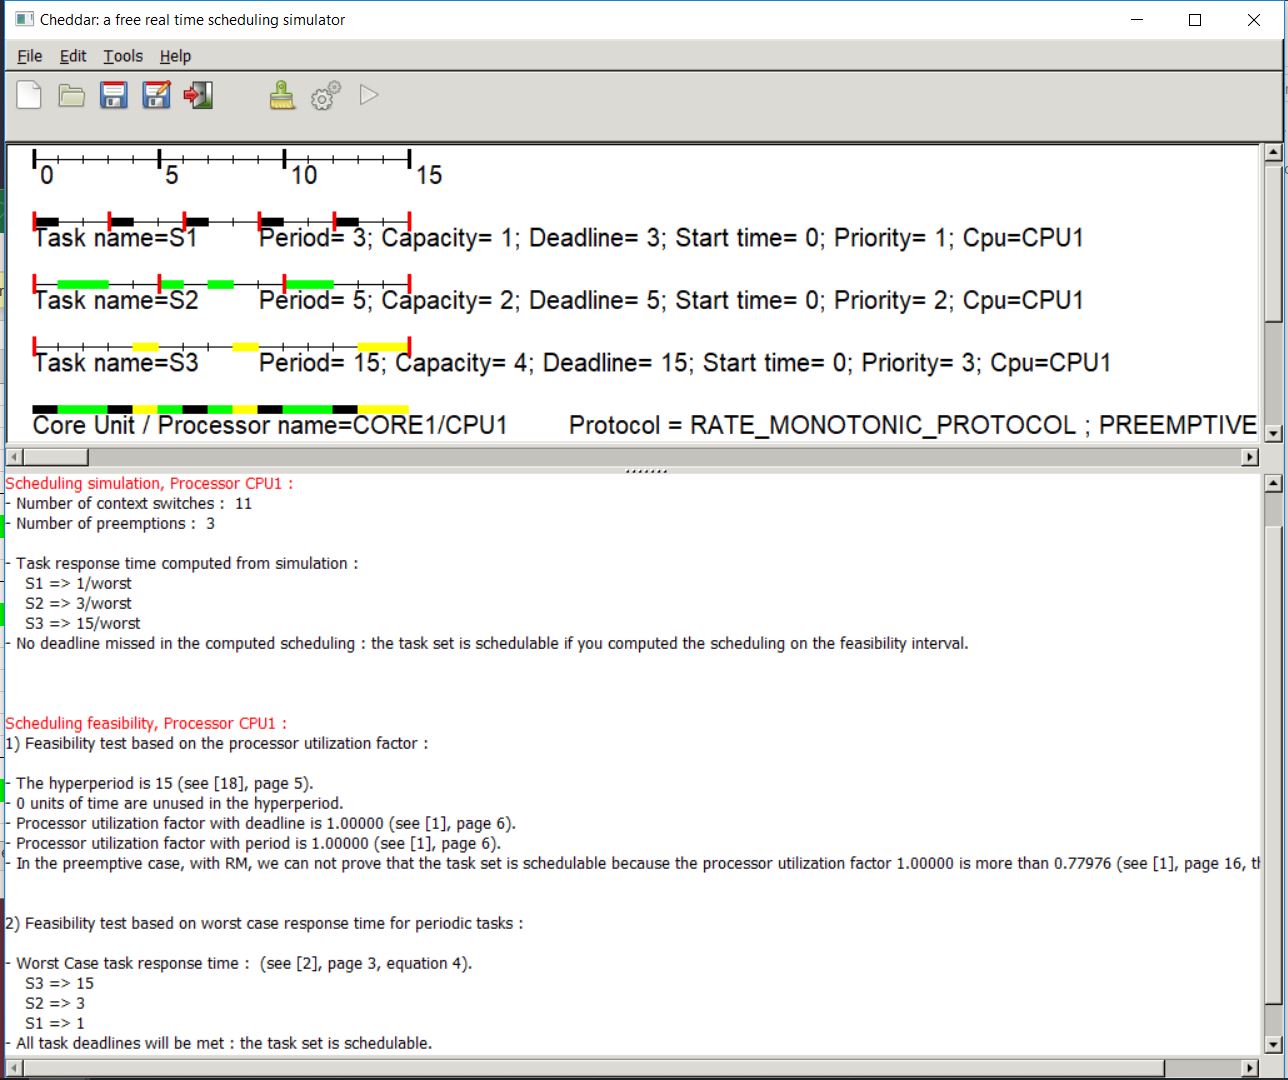 Cheddar: a free real time scheduling simulator
File Edit Tools Help
0 5 10 15
Task name=S1 Period= 3; Capacity= 1; Deadline= 3; Start time= 0; Priority= 1; Cpu=CPU1
Task name=S2 Period= 5; Capacity= 2; Deadline= 5; Start time= 0; Priority= 2; Cpu=CPU1
Task name=S3 Period= 15; Capacity= 4; Deadline= 15; Start time= 0; Priority= 3; Cpu=CPU1
Core Unit / Processor name=CORE1/CPU1 Protocol = RATE_MONOTONIC_PROTOCOL ; PREEMPTIVE
Scheduling simulation, Processor CPU1 :
- Number of context switches : 11
- Number of preemptions : 3
- Task response time computed from simulation :
S1 => 1/worst
S2 => 3/worst
S3 => 15/worst
- No deadline missed in the computed scheduling : the task set is schedulable if you computed the scheduling on the feasibility interval.
Scheduling feasibility, Processor CPU1 :
1) Feasibility test based on the processor utilization factor :
- The hyperperiod is 15 (see [18], page 5).
- 0 units of time are unused in the hyperperiod.
- Processor utilization factor with deadline is 1.00000 (see [1], page 6).
- Processor utilization factor with period is 1.00000 (see [1], page 6).
- In the preemptive case, with RM, we can not prove that the task set is schedulable because the processor utilization factor 1.00000 is more than 0.77976 (see [1], page 16,
2) Feasibility test based on worst case response time for periodic tasks :
- Worst Case task response time : (see [2], page 3, equation 4).
S3 => 15
S2 => 3
S1 => 1
- All task deadlines will be met : the task set is schedulable.